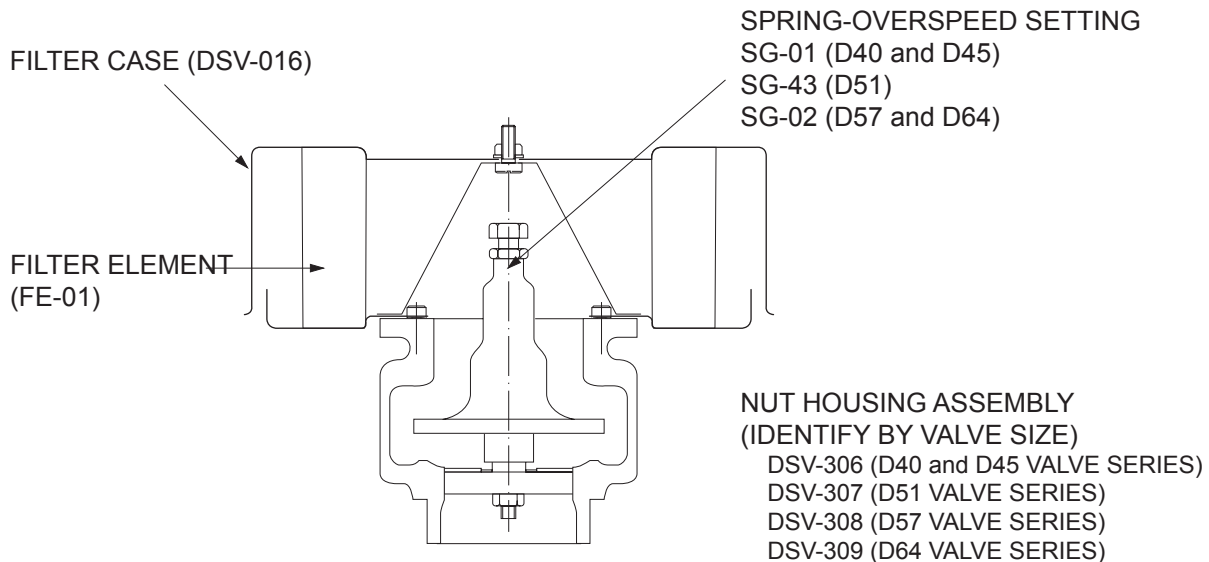 FILTER CASE (DSV-016)
SPRING-OVERSPEED SETTING
SG-01 (D40 and D45)
SG-43 (D51)
SG-02 (D57 and D64)
FILTER ELEMENT
(FE-01)
NUT HOUSING ASSEMBLY
(IDENTIFY BY VALVE SIZE)
DSV-306 (D40 and D45 VALVE SERIES)
DSV-307 (D51 VALVE SERIES)
DSV-308 (D57 VALVE SERIES)
DSV-309 (D64 VALVE SERIES)